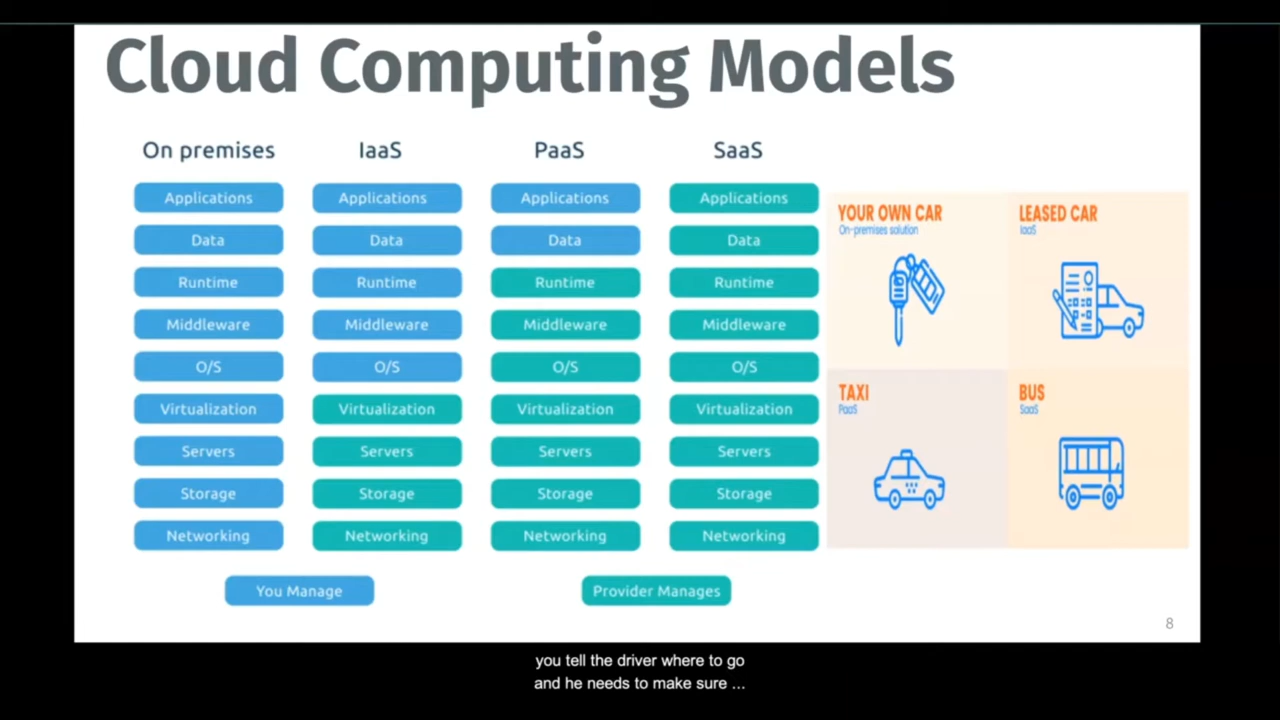 Cloud Computing Models
On premises
Applications
Data
Runtime
Middleware
O/S
Virtualization
Servers
Storage
Networking
IaaS
Applications
Data
Runtime
Middleware
O/S
Virtualization
Servers
Storage
Networking
PaaS
Applications
Data
Runtime
Middleware
O/S
Virtualization
Servers
Storage
Networking
SaaS
Applications
Data
Runtime
Middleware
O/S
Virtualization
Servers
Storage
Networking
You Manage
Provider Manages
YOUR OWN CAR
On-premises solution
LEASED CAR
IaaS
TAXI
PaaS
BUS
SaaS
8
you tell the driver where to go
and he needs to make sure ...